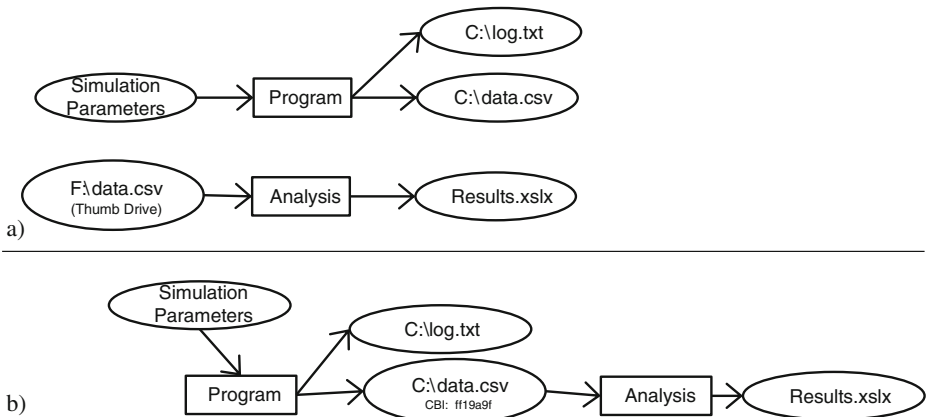 C:\log.txt
Simulation
Parameters
Program
C:\data.csv
F\data.csv
(Thumb Drive)
Analysis
Results.xslx
a)
Simulation
Parameters
C:\log.txt
b)
Program
C:\data.csv
CBI: ff19a9f
Analysis
Results.xslx